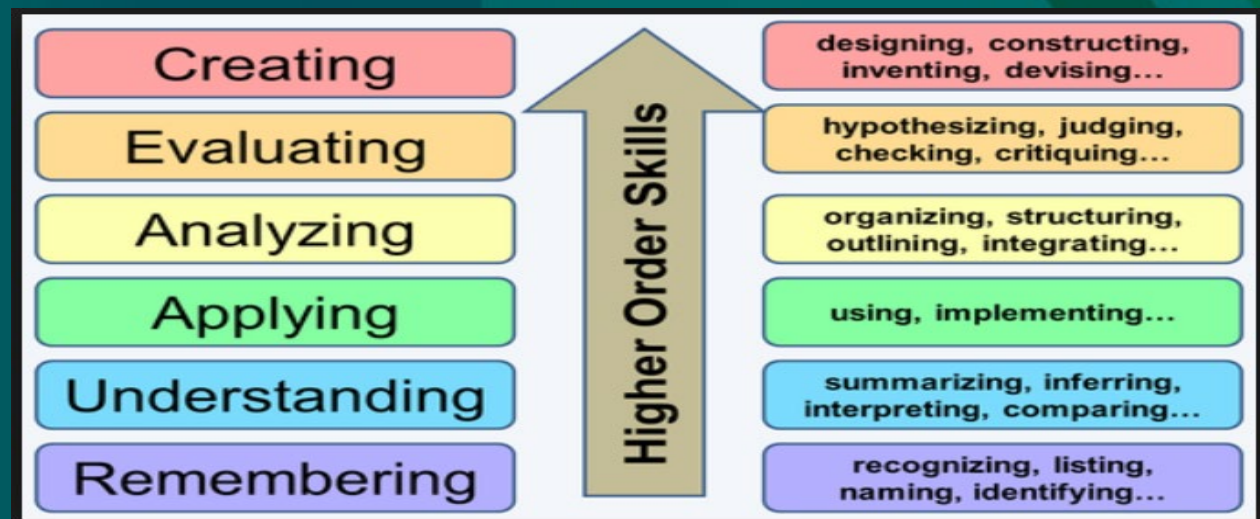 Creating
designing, constructing,
inventing, devising...
Evaluating
hypothesizing, judging,
checking, critiquing...
Analyzing
organizing, structuring,
outlining, integrating...
Applying
using, implementing...
Understanding
summarizing, inferring,
interpreting, comparing...
Remembering
recognizing, listing,
naming, identifying...
Higher Order Skills